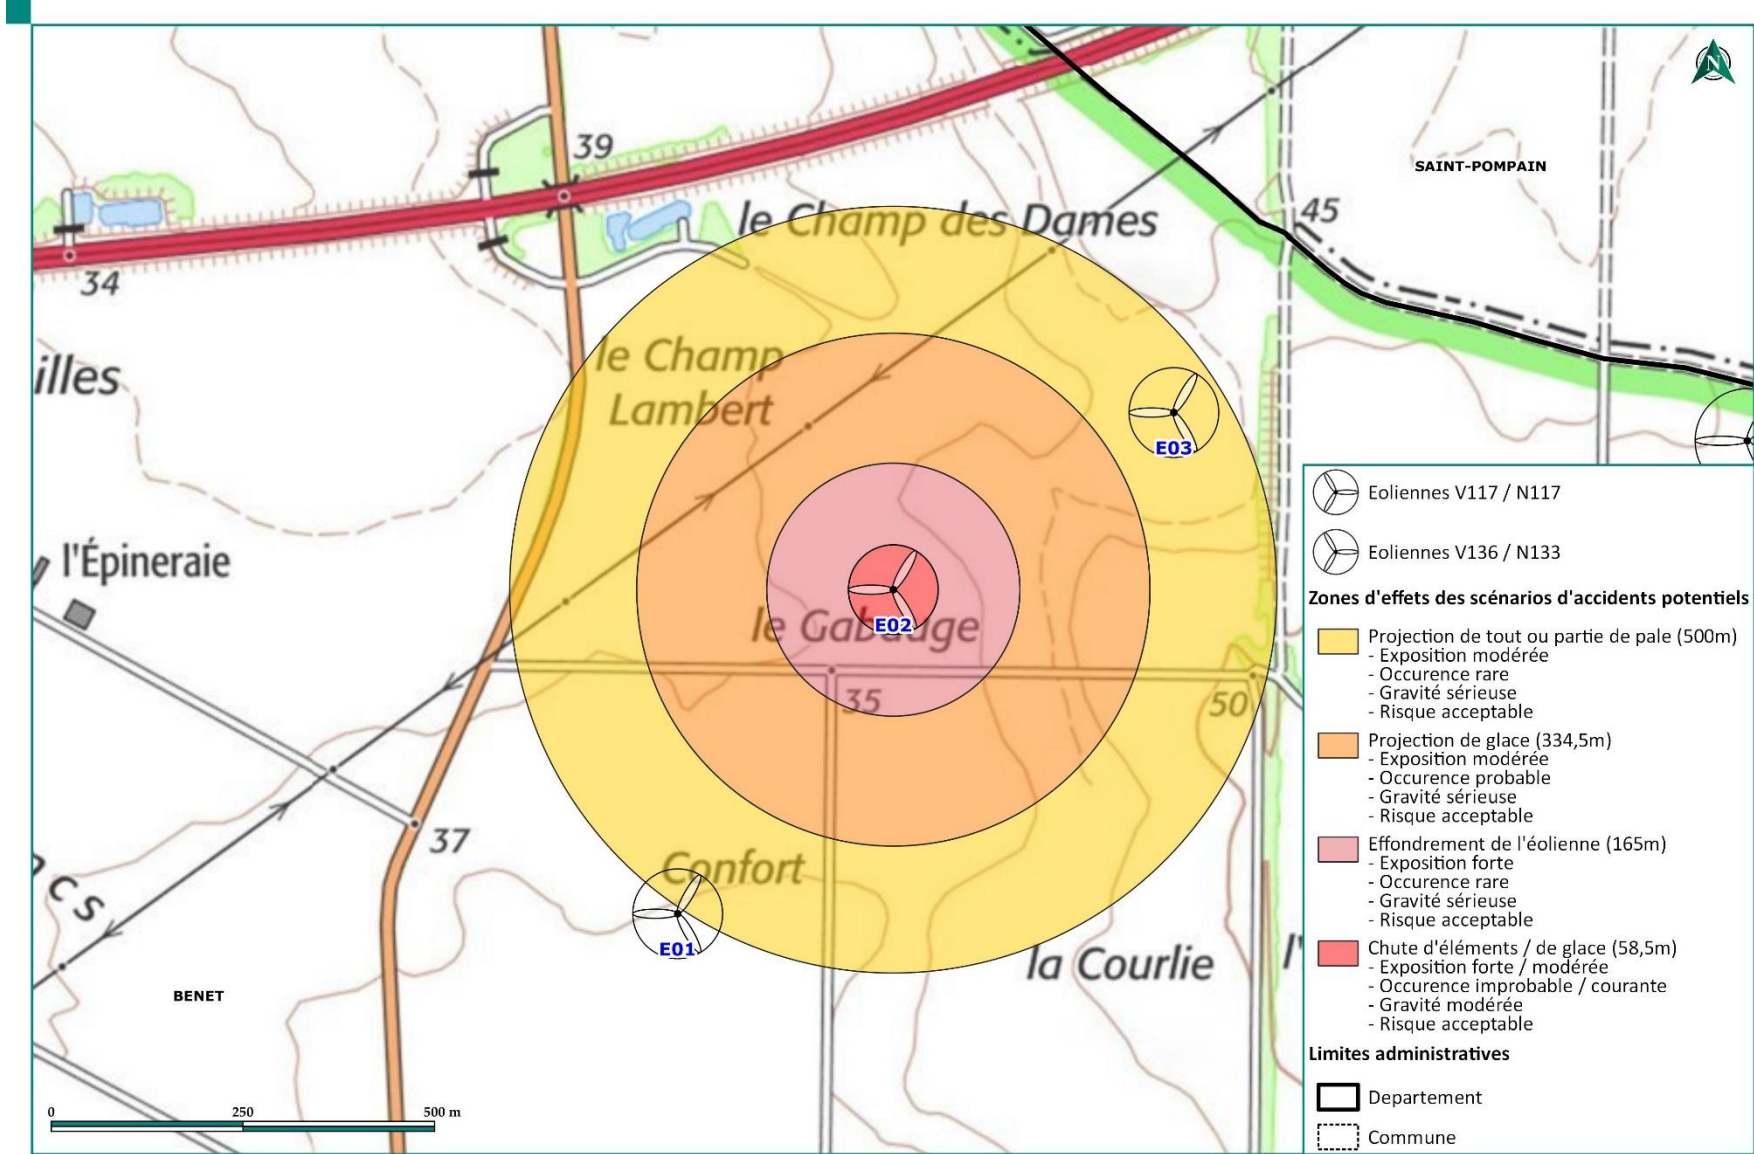 N
SAINT-POMPAIN
39
le Champ des Dames
45
34
le Champ
Lambert
illes
E03
l'Épineraie
E02
le Gabauge
35
50
37
Confort
E01
la Courlie
l'
BENET
0 250 500 m
Eoliennes V117 / N117
Eoliennes V136 / N133
Zones d'effets des scénarios d'accidents potentiels
Projection de tout ou partie de pale (500m)
- Exposition modérée
- Occurence rare
- Gravité sérieuse
- Risque acceptable
Projection de glace (334,5m)
- Exposition modérée
- Occurence probable
- Gravité sérieuse
- Risque acceptable
Effondrement de l'éolienne (165m)
- Exposition forte
- Occurence rare
- Gravité sérieuse
- Risque acceptable
Chute d'éléments / de glace (58,5m)
- Exposition forte / modérée
- Occurence improbable / courante
- Gravité modérée
- Risque acceptable
Limites administratives
Departement
Commune